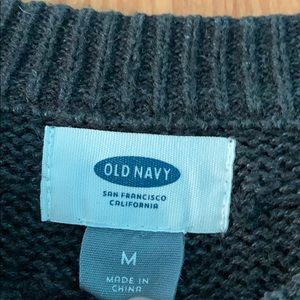 OLD NAVY
SAN FRANCISCO
CALIFORNIA
M
MADE IN
CHINA